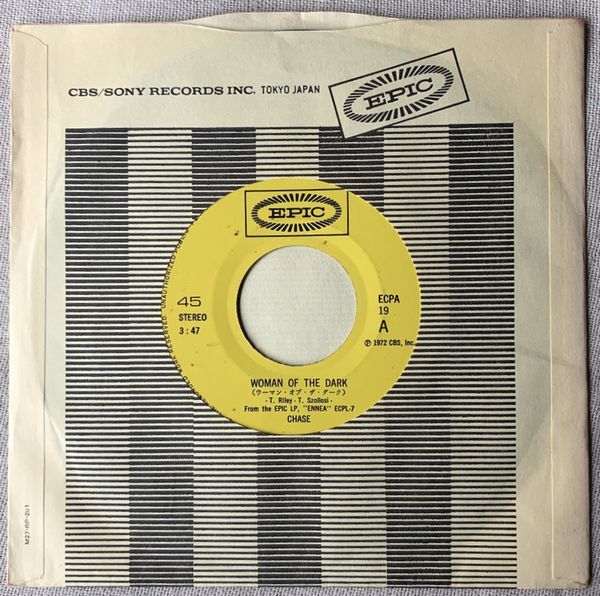 CBS/SONY RECORDS INC. TOKYO JAPAN
EPIC
EPIC
45
STEREO
3:47
ECPA
19
A
℗1972 CBS, Inc.
WOMAN OF THE DARK
(ウーマン・オブ・ザ・ダーク)
- T. Riley - T. Szollosi -
From the EPIC LP, "ENNEA" ECPL-7
CHASE